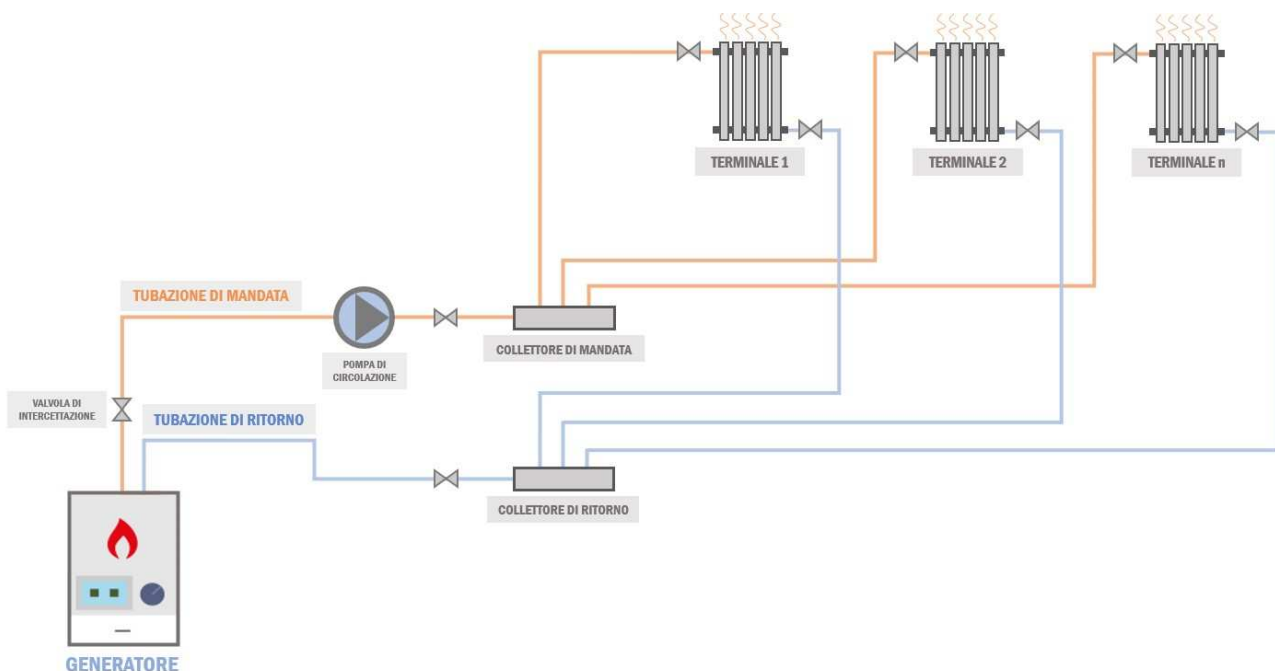 TERMINALE 1
TERMINALE 2
TERMINALE n
TUBAZIONE DI MANDATA
COLLETTORE DI MANDATA
POMPA DI
CIRCOLAZIONE
VALVOLA DI
INTERCETTAZIONE
TUBAZIONE DI RITORNO
COLLETTORE DI RITORNO
GENERATORE